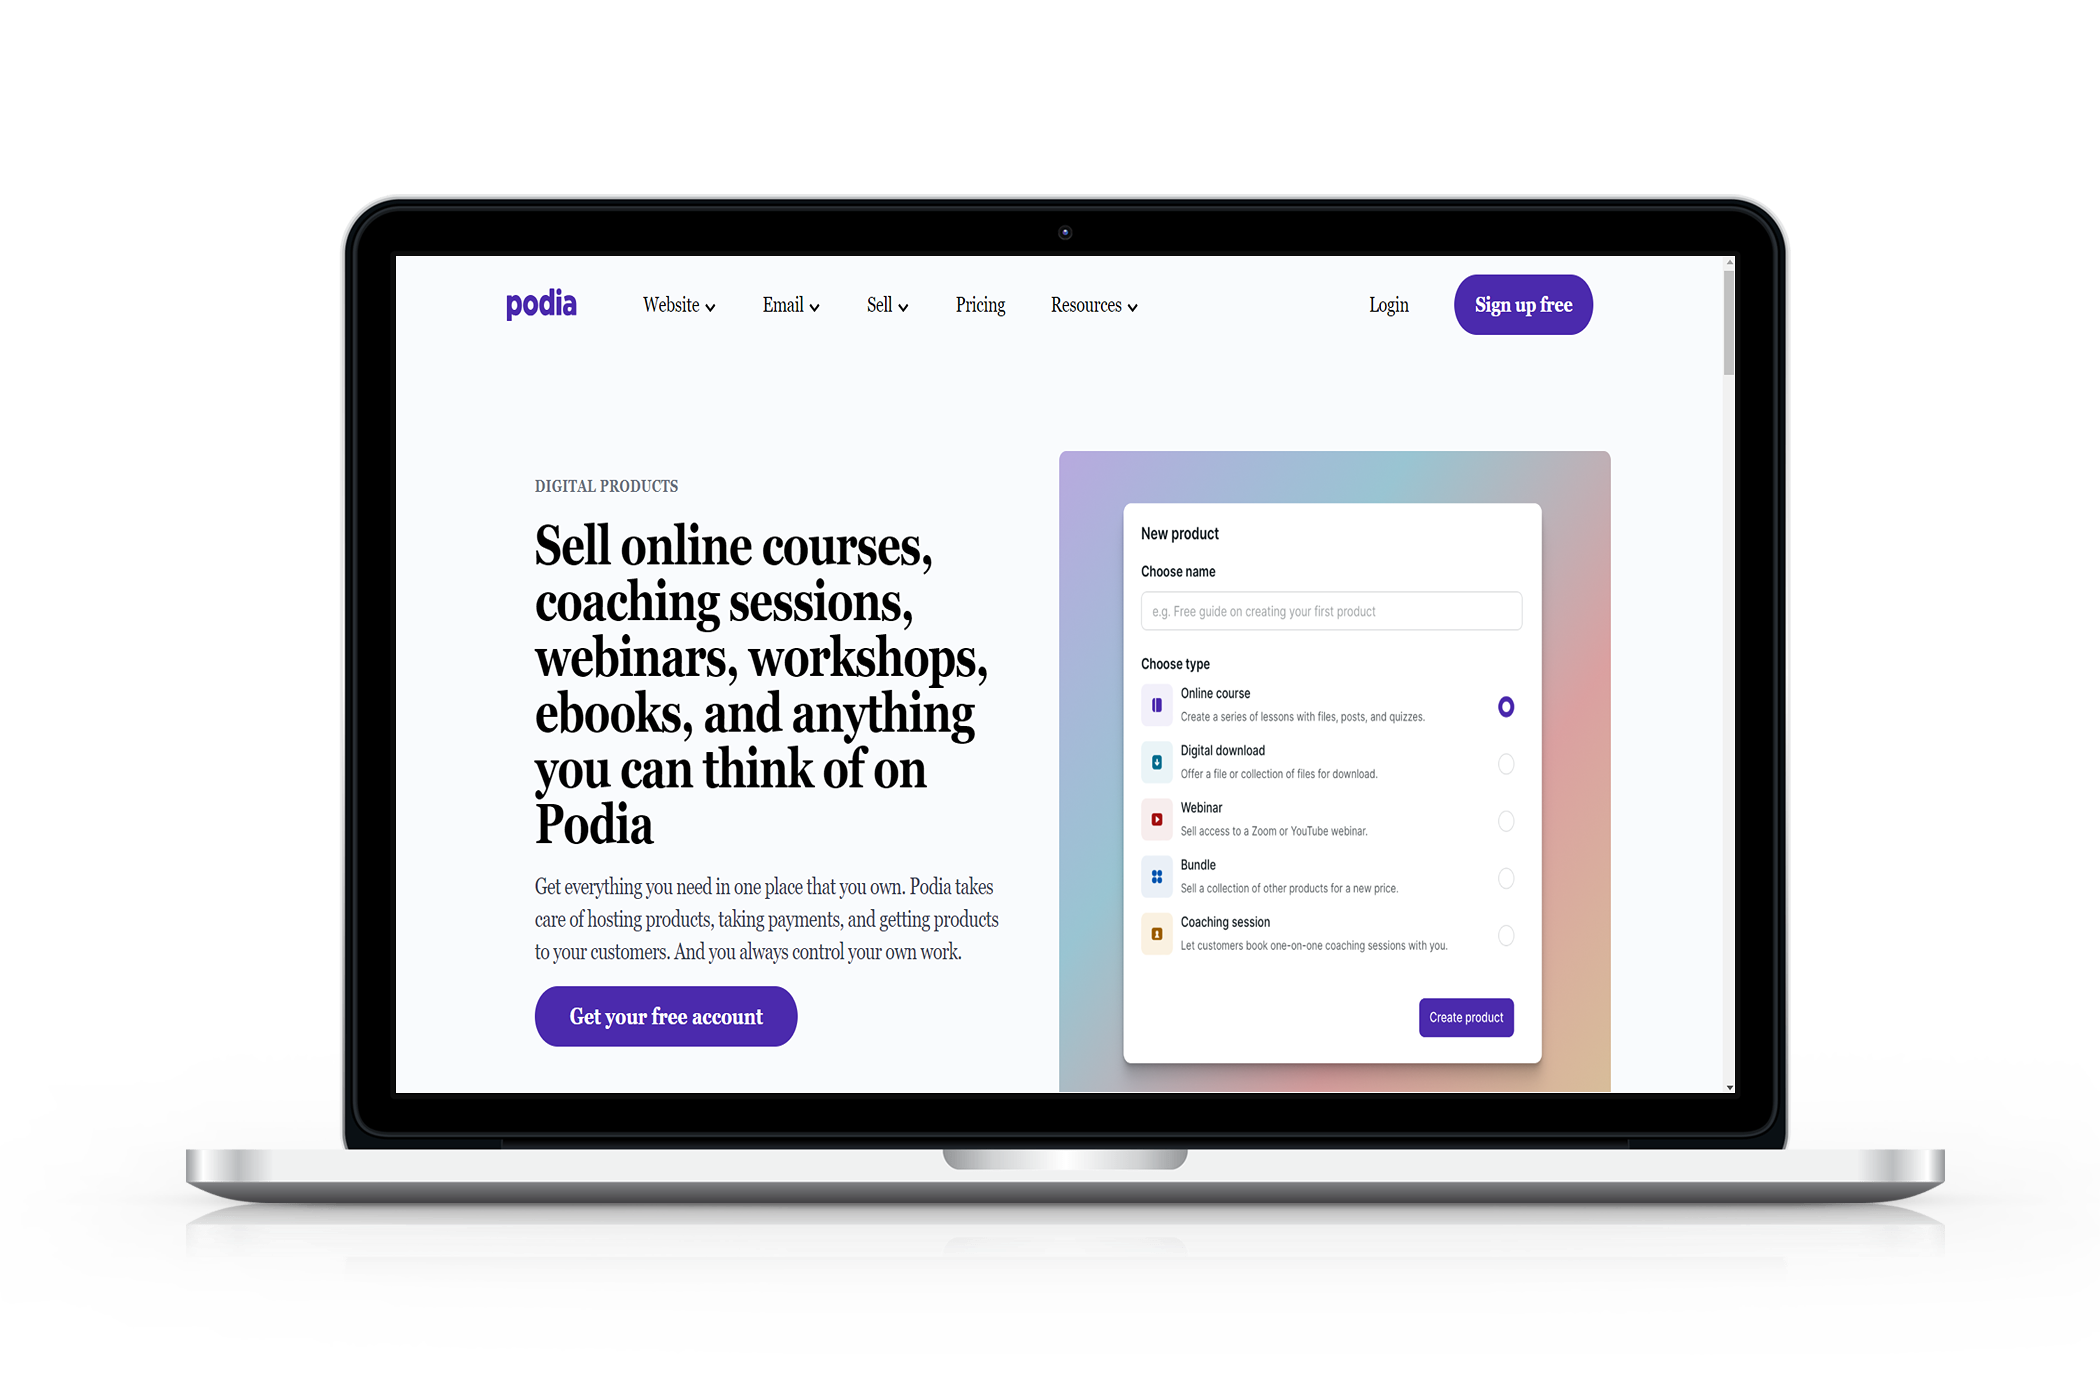 podia
Website
Email
Sell
Pricing
Resources
Login
Sign up free
DIGITAL PRODUCTS
Sell online courses,
coaching sessions,
webinars, workshops,
ebooks, and anything
you can think of on
Podia
Get everything you need in one place that you own. Podia takes
care of hosting products, taking payments, and getting products
to your customers. And you always control your own work.
Get your free account
New product
Choose name
e.g. Free guide on creating your first product
Choose type
Online course
Create a series of lessons with files, posts, and quizzes.
Digital download
Offer a file or collection of files for download.
Webinar
Sell access to a Zoom or YouTube webinar.
Bundle
Sell a collection of other products for a new price.
Coaching session
Let customers book one-on-one coaching sessions with you.
Create product